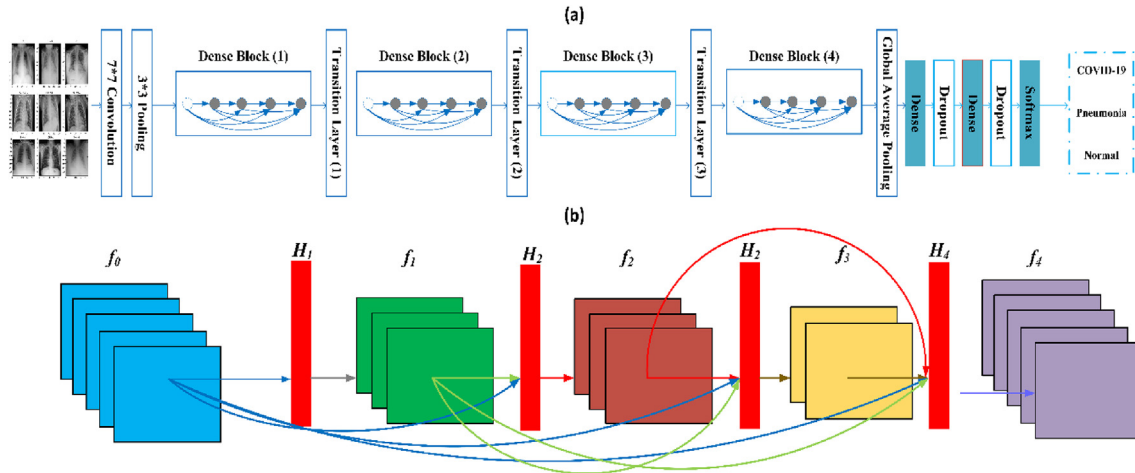 (a)
7*7 Convolution
3*3 Pooling
Dense Block (1)
Transition Layer (1)
Dense Block (2)
Transition Layer (2)
Dense Block (3)
Transition Layer (3)
Dense Block (4)
Global Average Pooling
Dense
Dropout
Dense
Dropout
Softmax
COVID-19
Pneumonia
Normal
(b)
f0
H1
f1
H2
f2
H2
f3
H4
f4